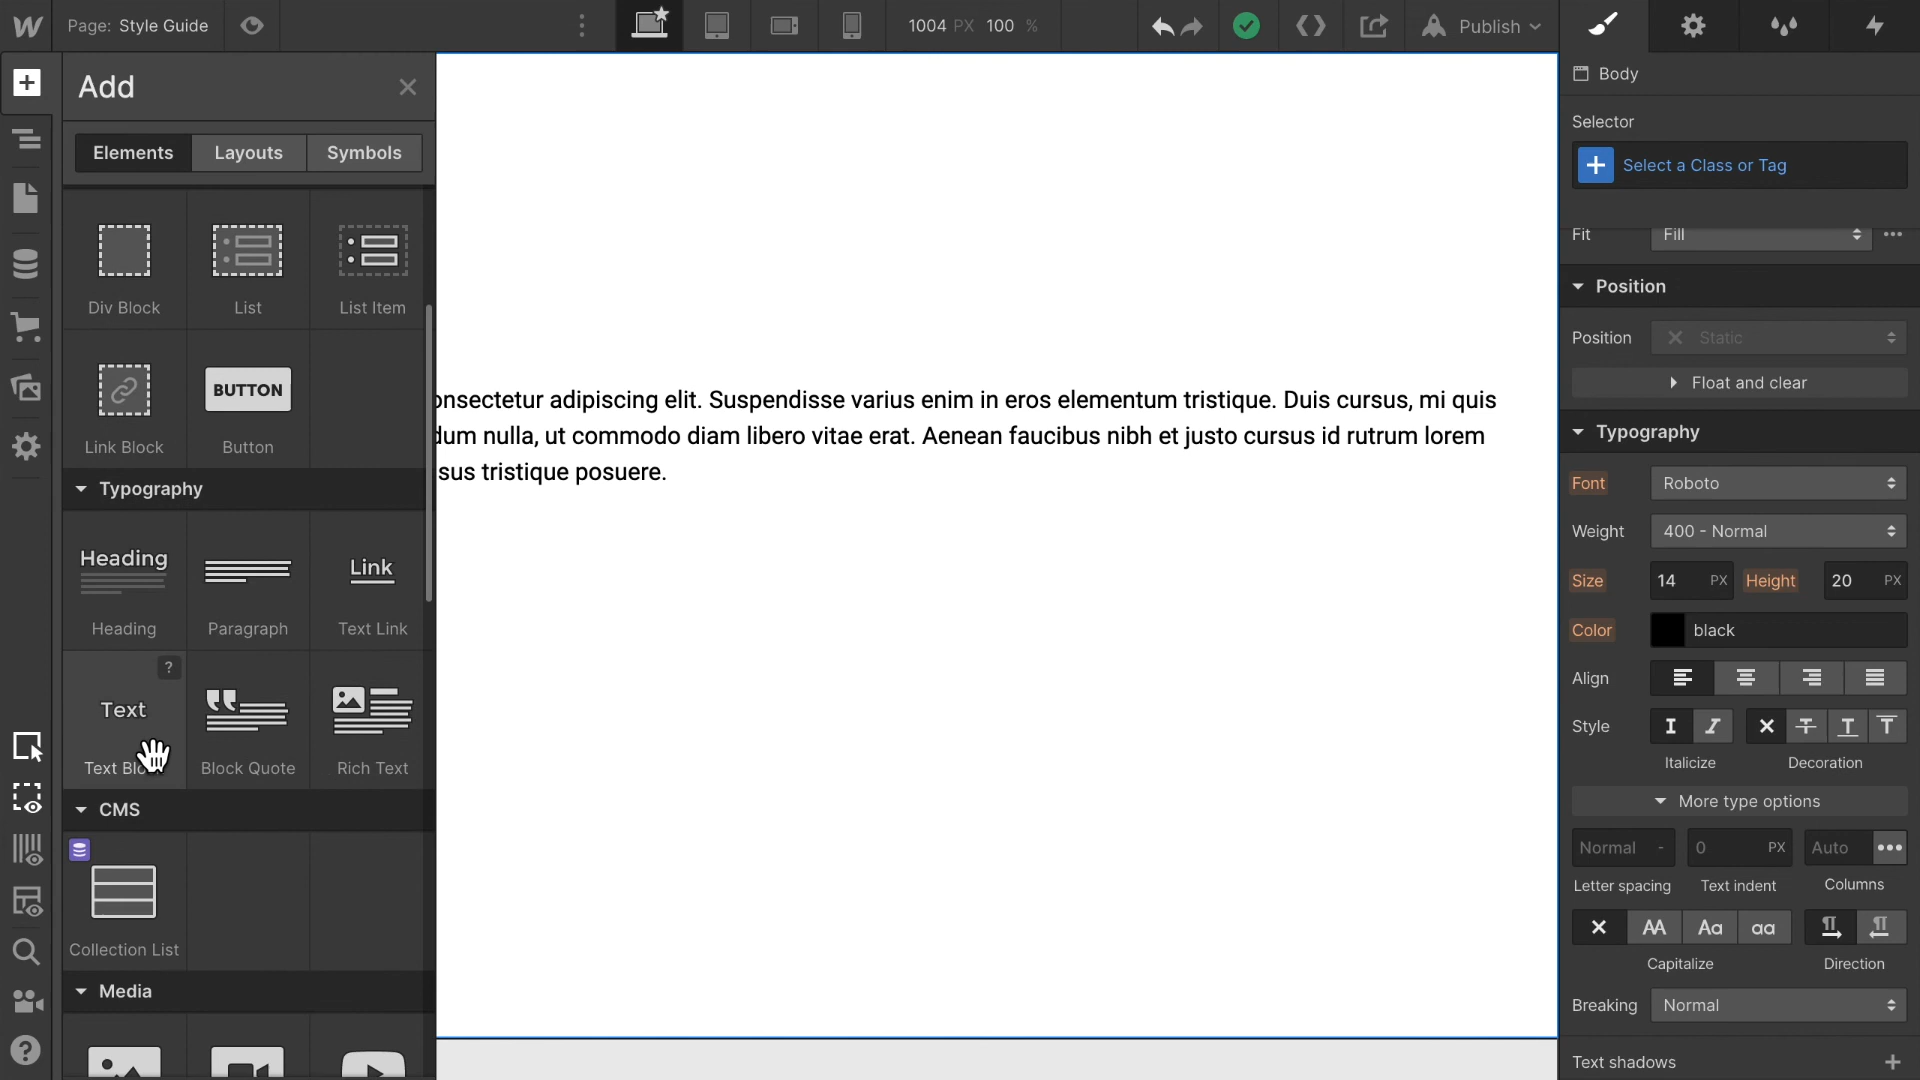 Page: Style Guide
1004 PX 100 %
Publish
Add
Elements
Layouts
Symbols
Div Block
List
List Item
BUTTON
Link Block
Button
Typography
Heading
Link
Heading
Paragraph
Text Link
?
Text
Block Quote
Rich Text
CMS
Collection List
Media
onsectetur adipiscing elit. Suspendisse varius enim in eros elementum tristique. Duis cursus, mi quis
dum nulla, ut commodo diam libero vitae erat. Aenean faucibus nibh et justo cursus id rutrum lorem
sus tristique posuere.
Body
Selector
Select a Class or Tag
Fit
Fill
Position
Position
Static
Float and clear
Typography
Font
Roboto
Weight
400 - Normal
Size
14 PX
Height
20 PX
Color
black
Align
Style
Italicize
Decoration
More type options
Normal -
0 PX
Auto
Letter spacing
Text indent
Columns
AA
Aa
aa
Capitalize
Direction
Breaking
Normal
Text shadows